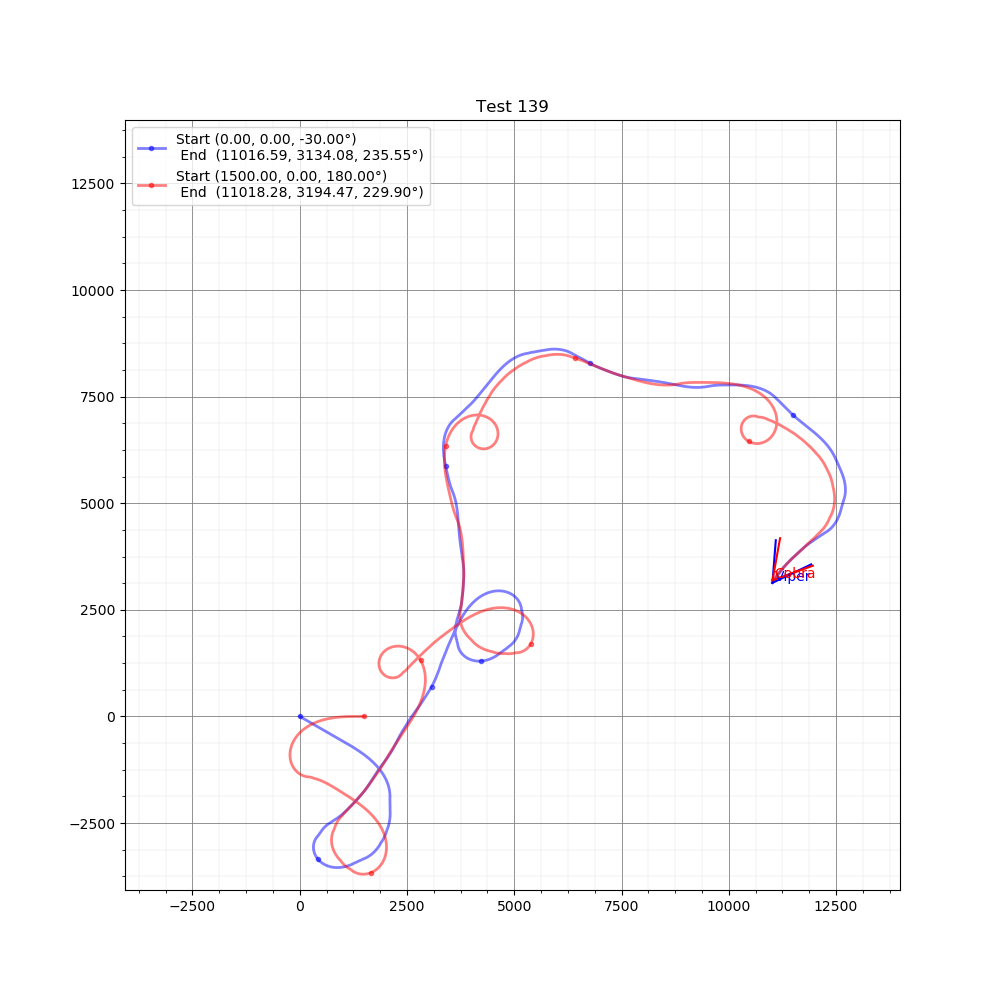 Test 139
Start (0.00, 0.00, -30.00°)
End  (11016.59, 3134.08, 235.55°)
Start (1500.00, 0.00, 180.00°)
End  (11018.28, 3194.47, 229.90°)
12500
10000
7500
5000
2500
0
−2500
Cobra
Viper
−2500
0
2500
5000
7500
10000
12500